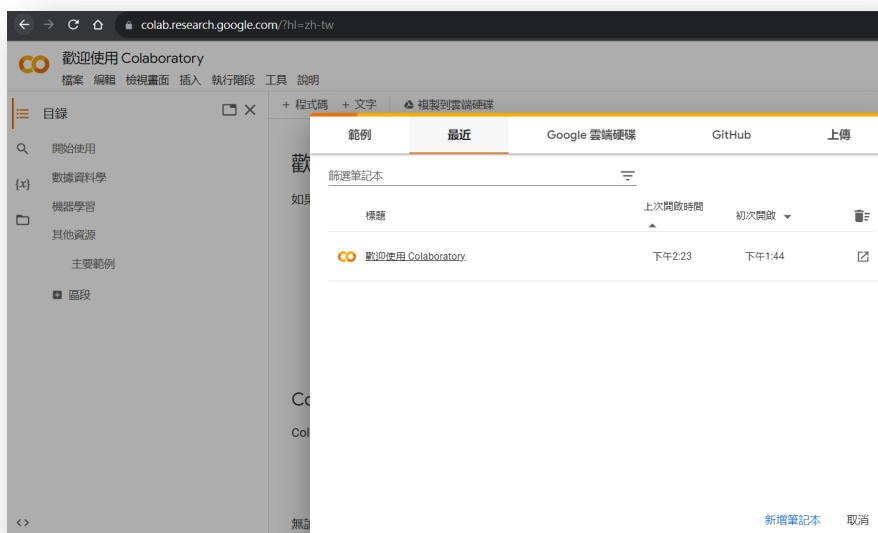 colab.research.google.com/?hl=zh-tw
歡迎使用 Colaboratory
檔案 編輯 檢視畫面 插入 執行階段 工具 說明
目錄
+ 程式碼 + 文字 複製到雲端硬碟
開始使用
數據資料學
{x}
機器學習
其他資源
主要範例
區段
<>
歡
如果
Co
Col
無論
範例 最近 Google 雲端硬碟 GitHub 上傳
篩選筆記本
標題 上次開啟時間 初次開啟
歡迎使用 Colaboratory 下午2:23 下午1:44
新增筆記本 取消